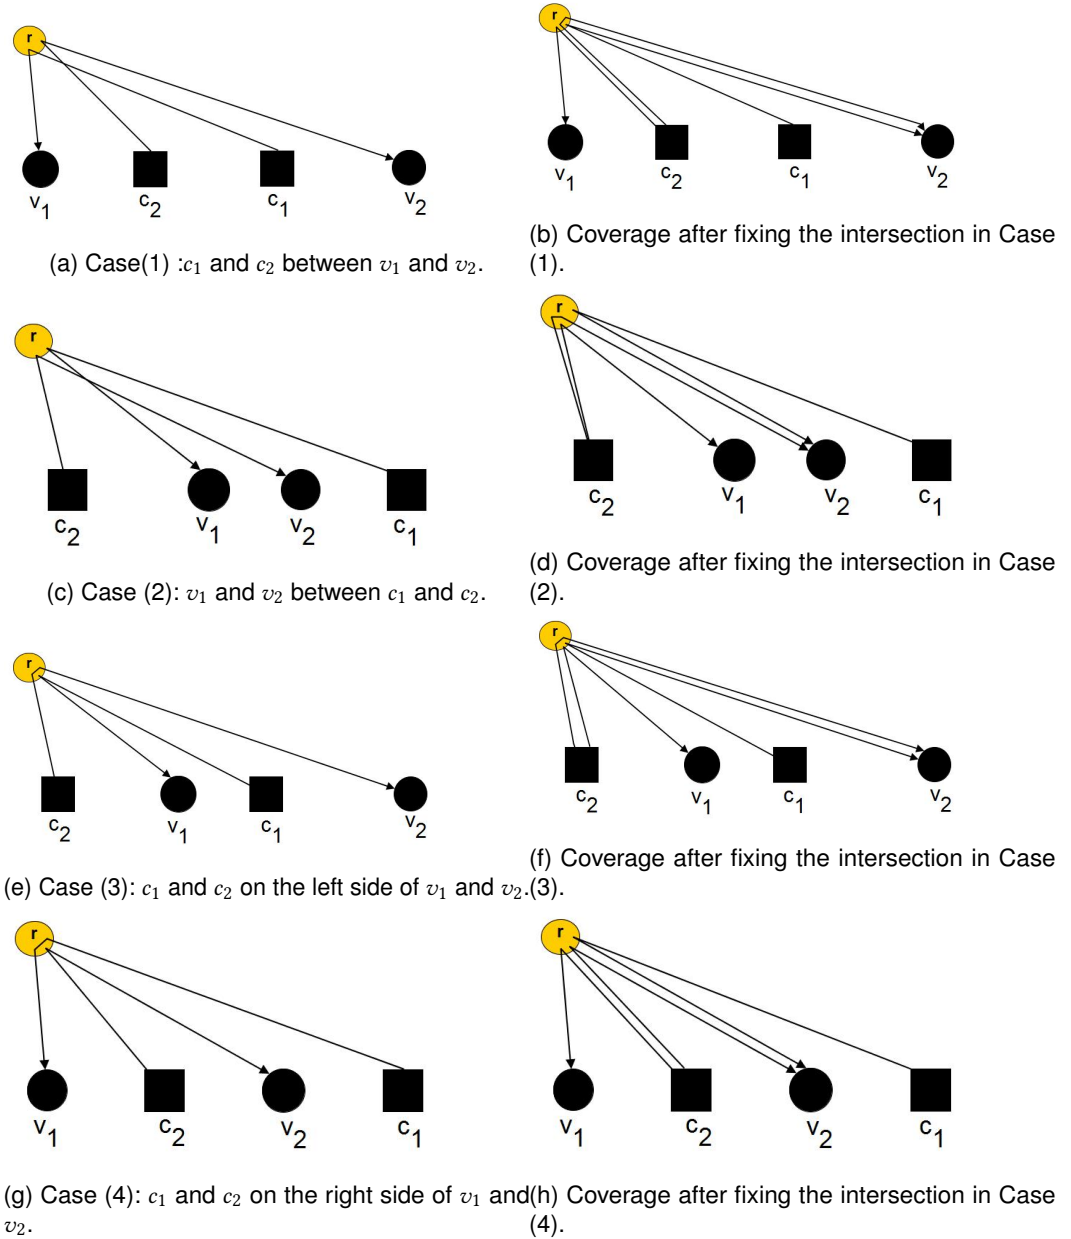 r
v1
c2
c1
v2
(a) Case(1) :c1 and c2 between v1 and v2.
r
v1
c2
c1
v2
(b) Coverage after fixing the intersection in Case
(1).
r
c2
v1
v2
c1
(c) Case (2): v1 and v2 between c1 and c2.
r
c2
v1
v2
c1
(d) Coverage after fixing the intersection in Case
(2).
r
c2
v1
c1
v2
(e) Case (3): c1 and c2 on the left side of v1 and v2.
r
c2
v1
c1
v2
(f) Coverage after fixing the intersection in Case
(3).
r
v1
c2
v2
c1
(g) Case (4): c1 and c2 on the right side of v1 and
v2.
r
v1
c2
v2
c1
(h) Coverage after fixing the intersection in Case
(4).